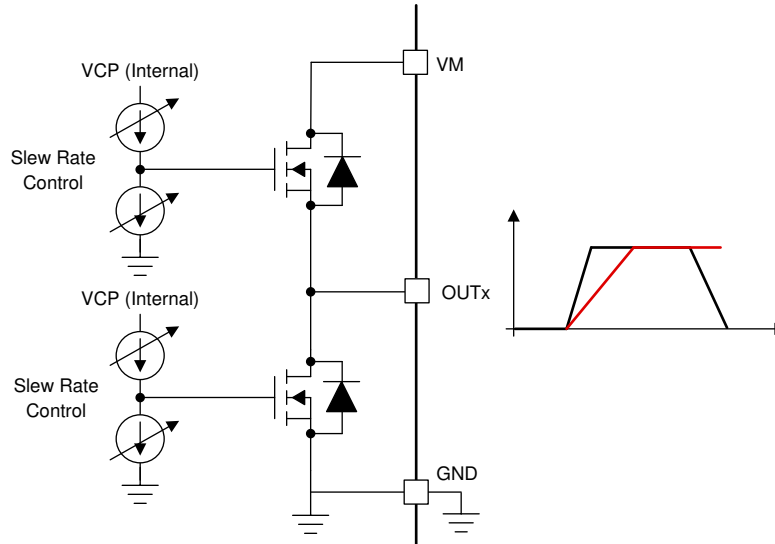 VM
VCP (Internal)
Slew Rate
Control
OUTx
VCP (Internal)
Slew Rate
Control
GND